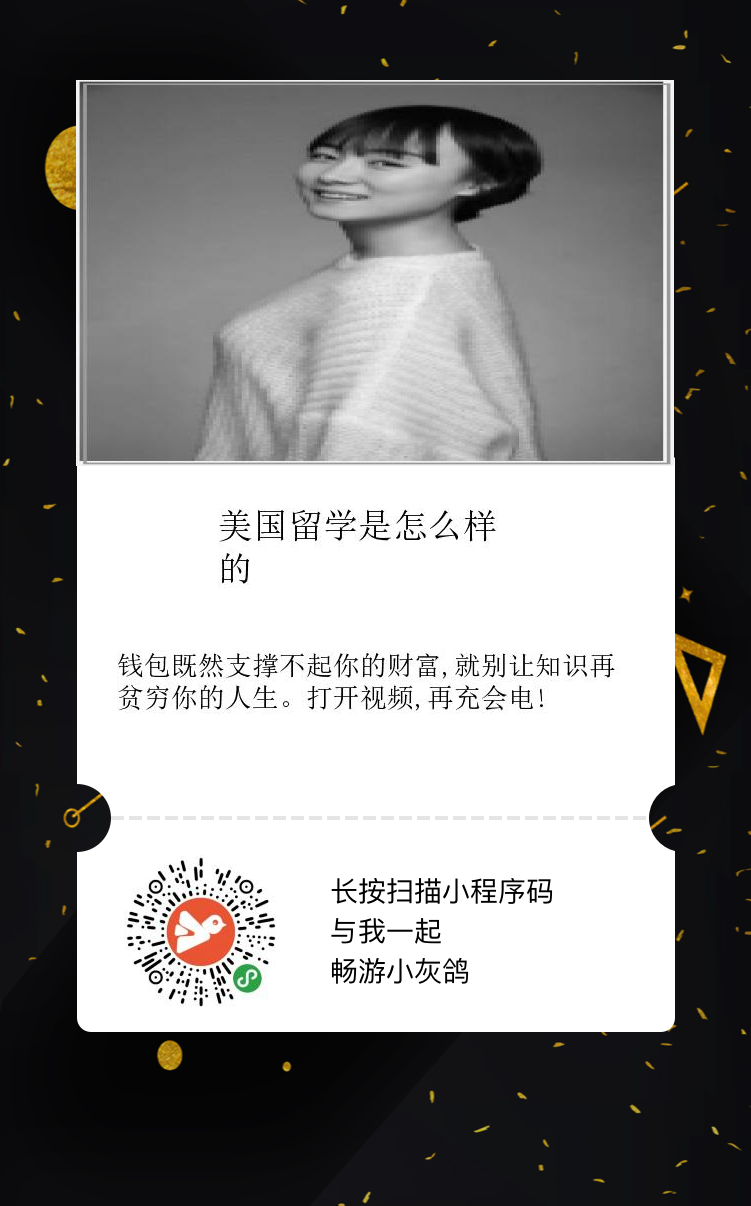 美国留学是怎么样
的
钱包既然支撑不起你的财富,就别让知识再
贫穷你的人生。打开视频,再充会电!
长按扫描小程序码
与我一起
畅游小灰鸽